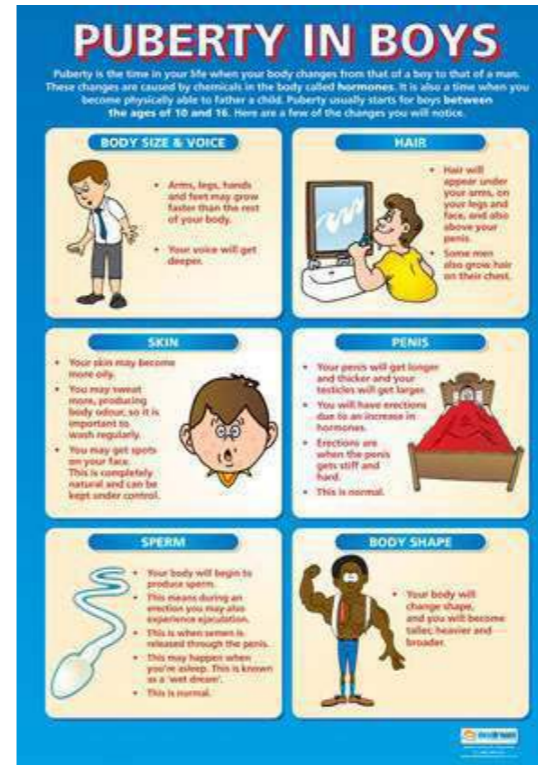 PUBERTY IN BOYS
Puberty is the time in your life when your body changes from that of a boy to that of a man.
These changes are caused by chemicals in the body called hormones. It is also a time when you
become physically able to father a child. Puberty usually starts for boys between
the ages of 10 and 16. Here are a few of the changes you will notice.
BODY SIZE & VOICE
• Arms, legs, hands
and feet may grow
faster than the rest
of your body.
• Your voice will get
deeper.
HAIR
• Hair will
appear under
your arms, on
your legs and
face, and also
above your
penis.
• Some men
also grow hair
on their chest.
SKIN
• Your skin may become
more oily.
• You may sweat
more, producing
body odour, so it is
important to
wash regularly.
• You may get spots
on your face.
This is completely
natural and can be
kept under control.
PENIS
• Your penis will get longer
and thicker and your
testicles will get larger.
• You will have erections
due to an increase in
hormones.
• Erections are
when the penis
gets stiff and
hard.
• This is normal.
SPERM
• Your body will begin to
produce sperm.
• This means during an
erection you may also
experience ejaculation.
• This is when semen is
released through the penis.
• This may happen when
you're asleep. This is known
as a 'wet dream'.
• This is normal.
BODY SHAPE
• Your body will
change shape,
and you will become
taller, heavier and
broader.